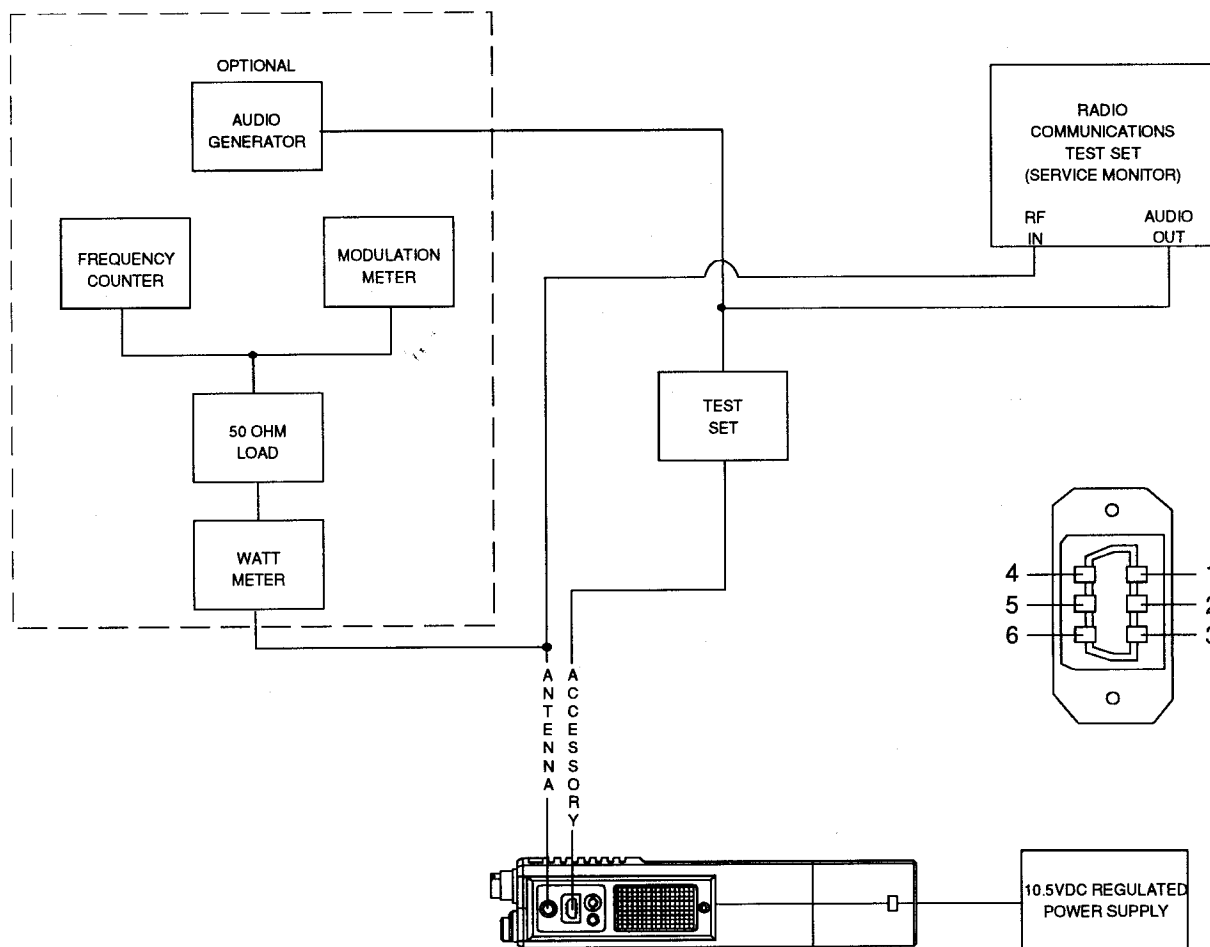 OPTIONAL
AUDIO
GENERATOR
FREQUENCY
COUNTER
MODULATION
METER
50 OHM
LOAD
WATT
METER
RADIO
COMMUNICATIONS
TEST SET
(SERVICE MONITOR)
RF
IN
AUDIO
OUT
TEST
SET
4
5
6
2
ANTENNA
ACCESSORY
10.5VDC REGULATED
POWER SUPPLY